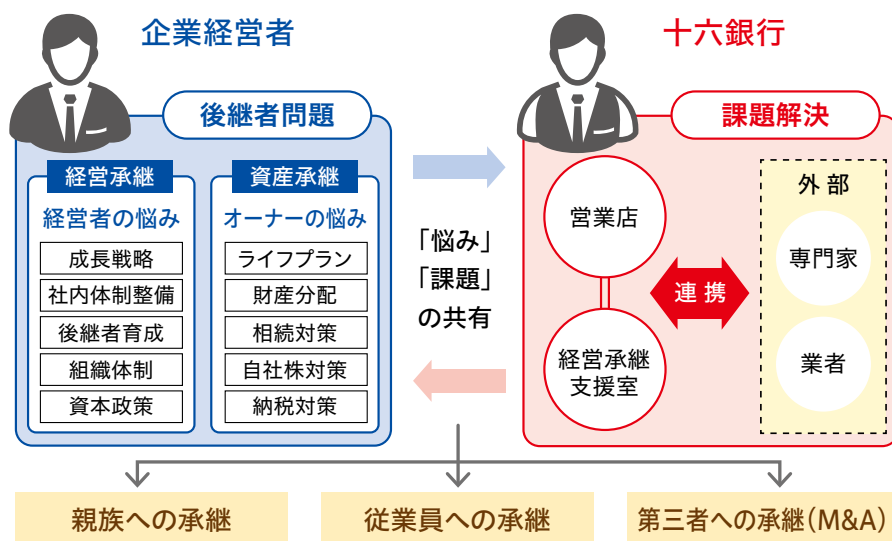 企業経営者
後継者問題
経営承継
経営者の悩み
成長戦略
社内体制整備
後継者育成
組織体制
資本政策
資産承継
オーナーの悩み
ライフプラン
財産分配
相続対策
自社株対策
納税対策
「悩み」
「課題」
の共有
十六銀行
課題解決
営業店
経営承継
支援室
連携
外部
専門家
業者
親族への承継
従業員への承継
第三者への承継(M&A)